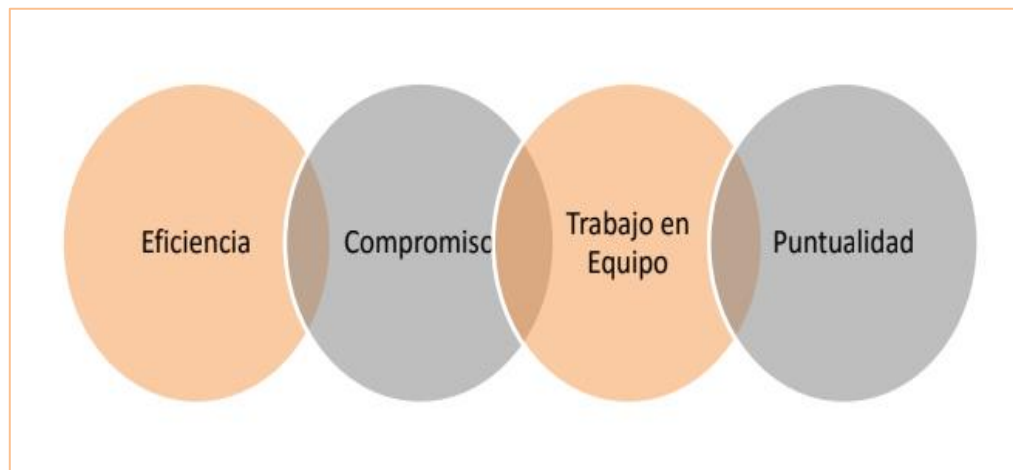 Eficiencia
Compromiso
Trabajo en
Equipo
Puntualidad